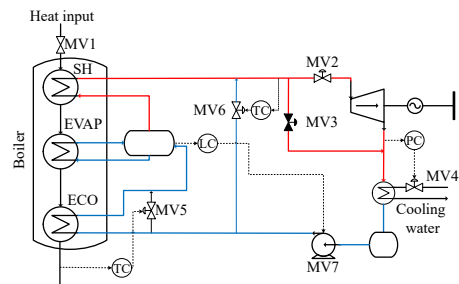 Heat input
MV1
SH
MV2
MV6
TC
EVAP
MV3
Boiler
LC
PC
ECO
MV4
MV5
Cooling
water
TC
MV7